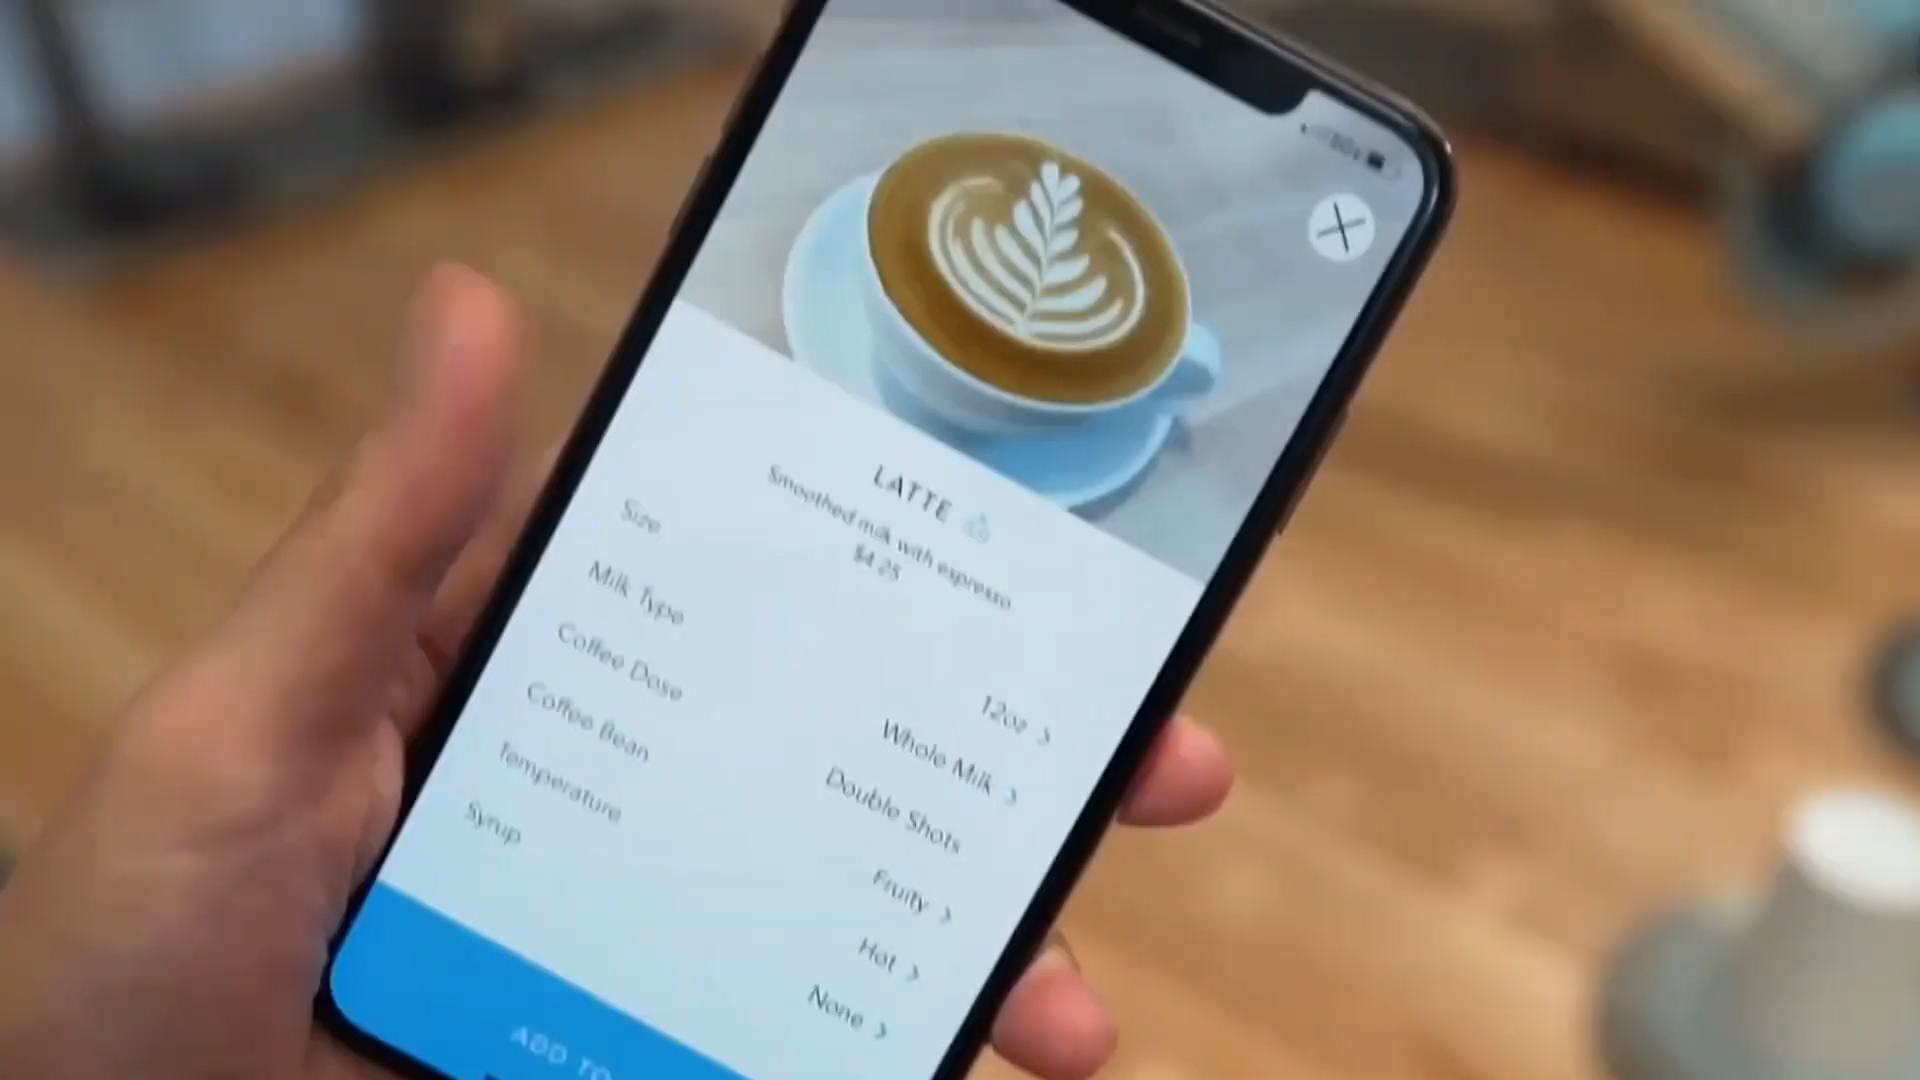 LATTE
Smoothed milk with espresso
$4.25
Size 12oz >
Milk Type Whole Milk >
Coffee Dose Double Shots
Coffee Bean Fruity >
Temperature Hot >
Syrup None >
ADD TO